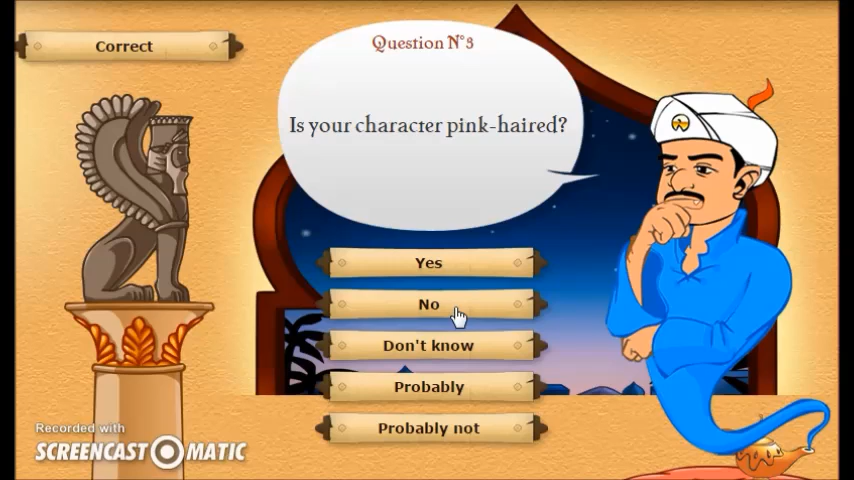 Correct
Question N°3
Is your character pink-haired?
Yes
No
Don't know
Probably
Probably not
Recorded with
SCREENCAST MATIC